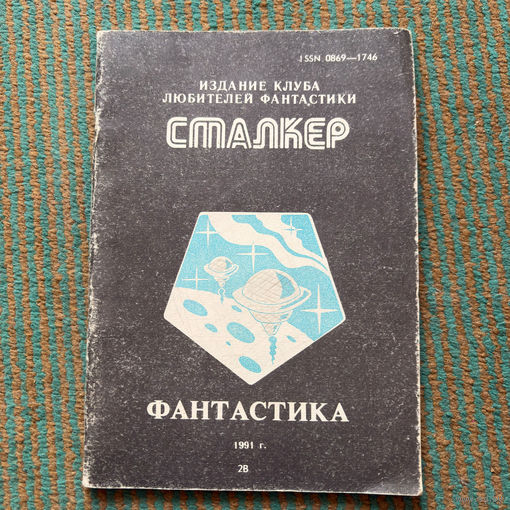 ISSN 0869—1746
ИЗДАНИЕ КЛУБА
ЛЮБИТЕЛЕЙ ФАНТАСТИКИ
СТАЛКЕР
ФАНТАСТИКА
1991 г.
2В